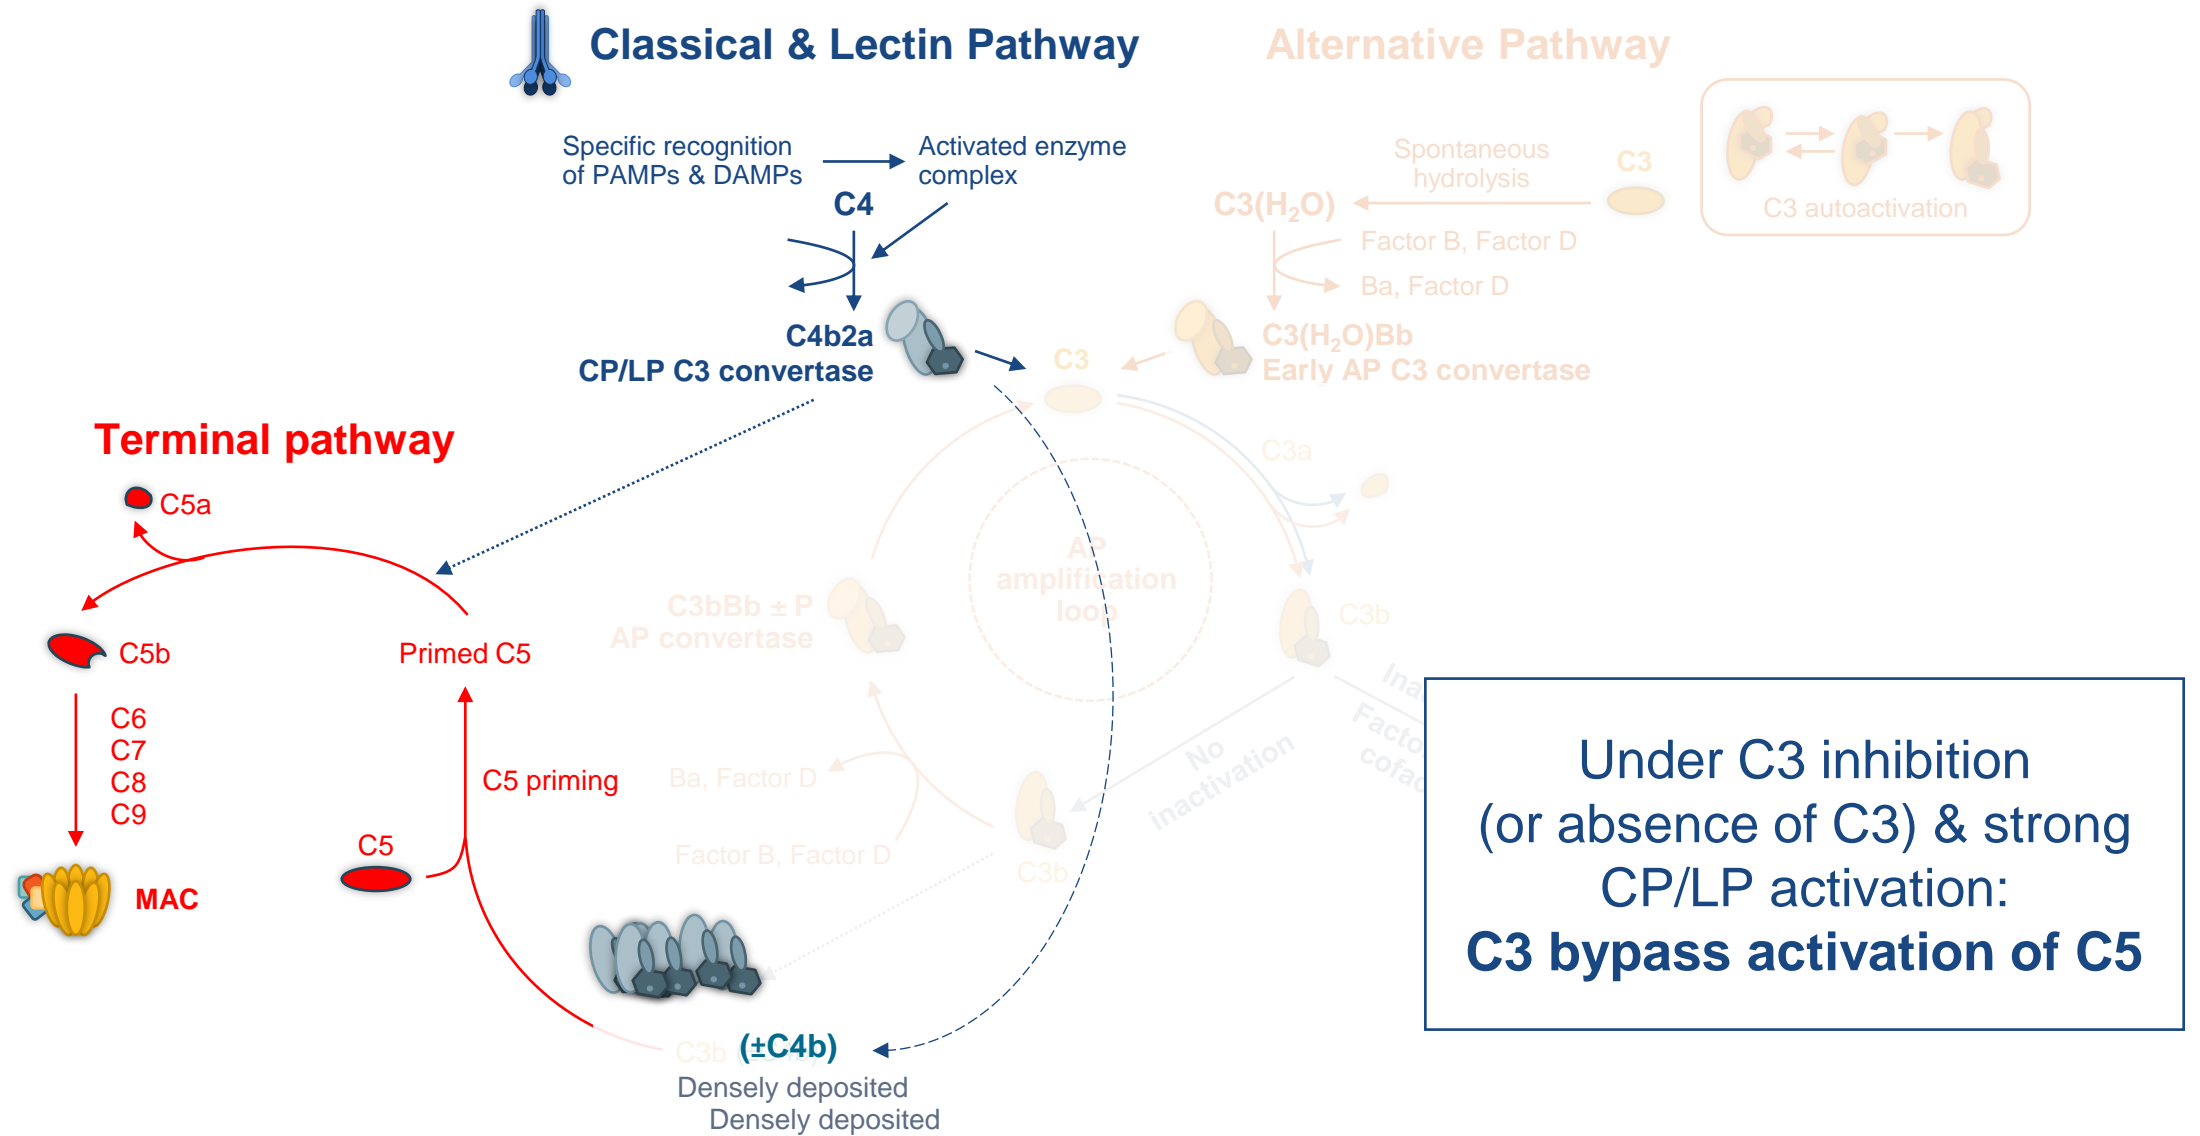 Classical & Lectin Pathway
Alternative Pathway
Specific recognition
of PAMPs & DAMPs
Activated enzyme
complex
C4
Spontaneous
hydrolysis
C3
C3(H₂O)
C3 autoactivation
Factor B, Factor D
Ba, Factor D
C4b2a
CP/LP C3 convertase
C3
C3(H₂O)Bb
Early AP C3 convertase
Terminal pathway
C3a
C5a
AP
amplification
loop
C3bBb ± P
AP convertase
C3b
C5b
Primed C5
C6
C7
C8
C9
C5 priming
Ba, Factor D
No
inactivation
C5
Factor B, Factor D
C3b
MAC
Under C3 inhibition
(or absence of C3) & strong
CP/LP activation:
C3 bypass activation of C5
C3b (±C4b)
Densely deposited
Densely deposited